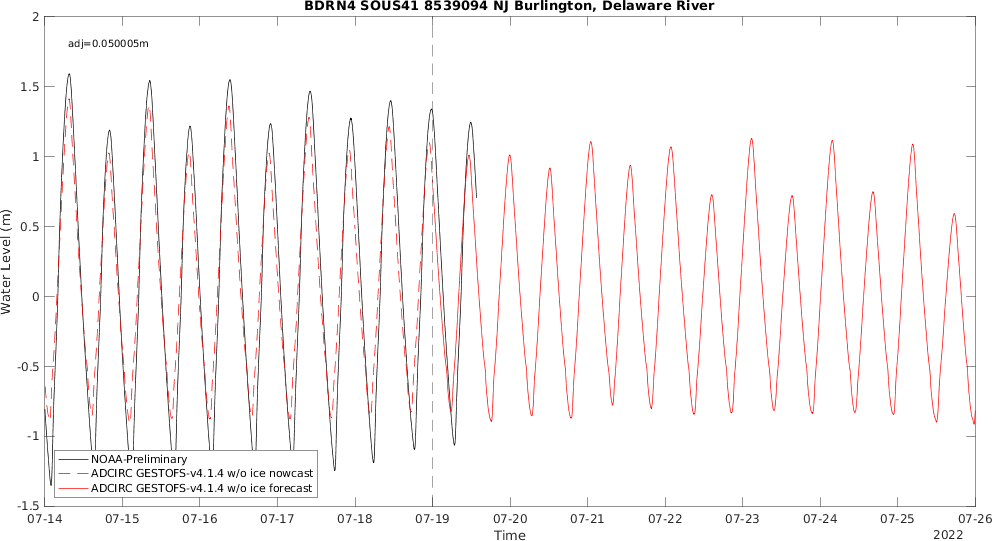 BDRN4 SOUS41 8539094 NJ Burlington, Delaware River
2
adj=0.050005m
1.5
1
0.5
0
-0.5
-1
-1.5
Water Level (m)
NOAA-Preliminary
ADCIRC GESTOFS-v4.1.4 w/o ice nowcast
ADCIRC GESTOFS-v4.1.4 w/o ice forecast
07-14 07-15 07-16 07-17 07-18 07-19 07-20 07-21 07-22 07-23 07-24 07-25 07-26
Time
2022